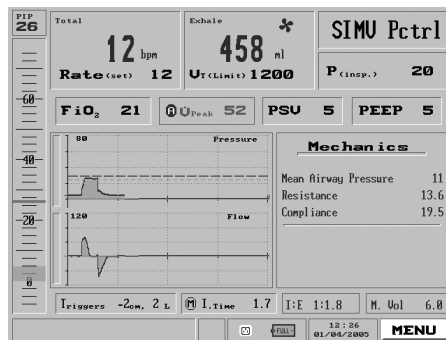 PIP
26
Total
12 bpm
Rate (set) 12
Exhale
458 ml
VT (Limit) 1200
SIMV Pctrl
P (insp.) 20
FiO2 21
A V̇Peak 52
PSV 5
PEEP 5
60
40
20
0
80
Pressure
120
Flow
Mechanics
Mean Airway Pressure 11
Resistance 13.6
Compliance 19.5
Triggers -2cm, 2 L
M I.Time 1.7
I:E 1:1.8
M. Vol 6.0
FULL
12:26
01/04/2005
MENU